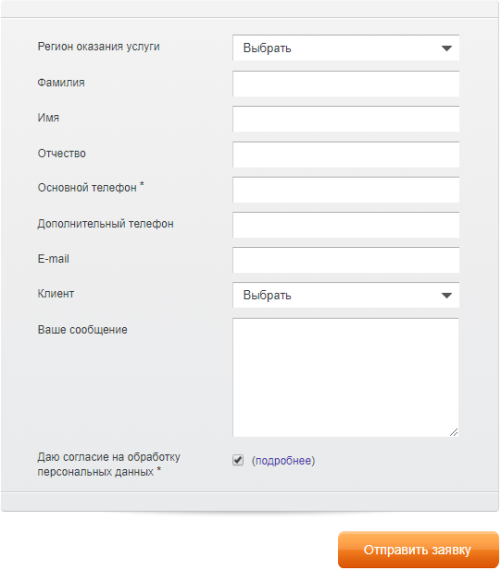 Регион оказания услуги Выбрать
Фамилия
Имя
Отчество
Основной телефон *
Дополнительный телефон
E-mail
Клиент Выбрать
Ваше сообщение
Даю согласие на обработку
персональных данных * (подробнее)
Отправить заявку